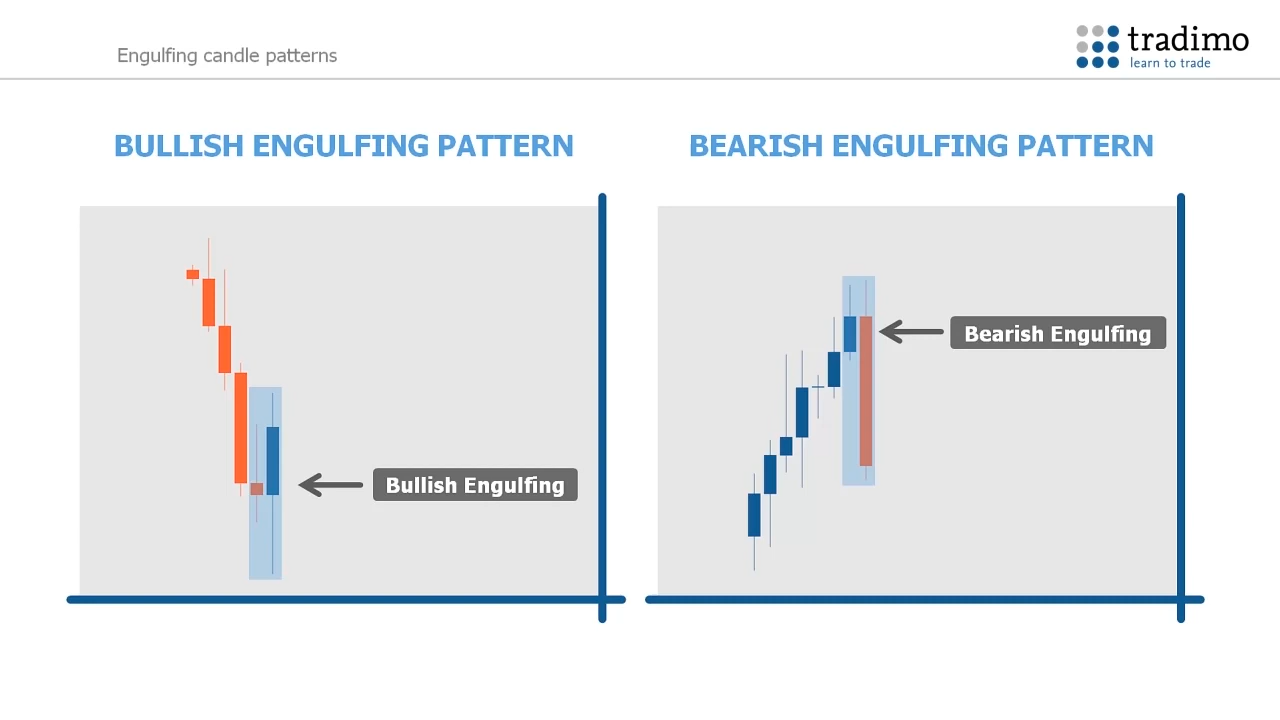 Engulfing candle patterns
tradimo
learn to trade
BULLISH ENGULFING PATTERN
BEARISH ENGULFING PATTERN
Bearish Engulfing
Bullish Engulfing